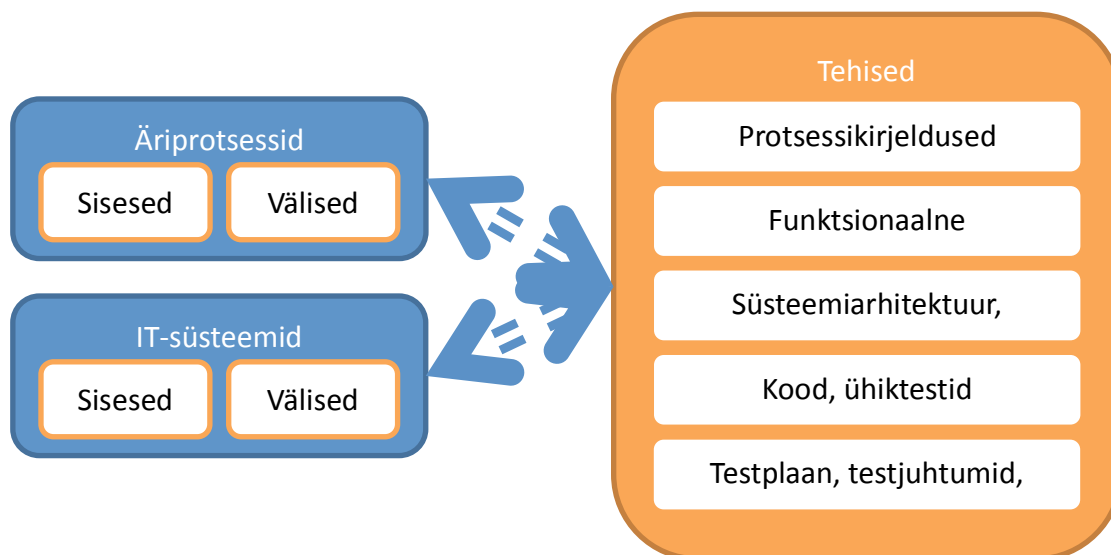 Äriprotsessid
Sisesed
Välised
IT-süsteemid
Sisesed
Välised
Tehised
Protsessikirjeldused
Funktsionaalne
Süsteemiarhitektuur,
Kood, ühiktestid
Testplaan, testjuhtumid,